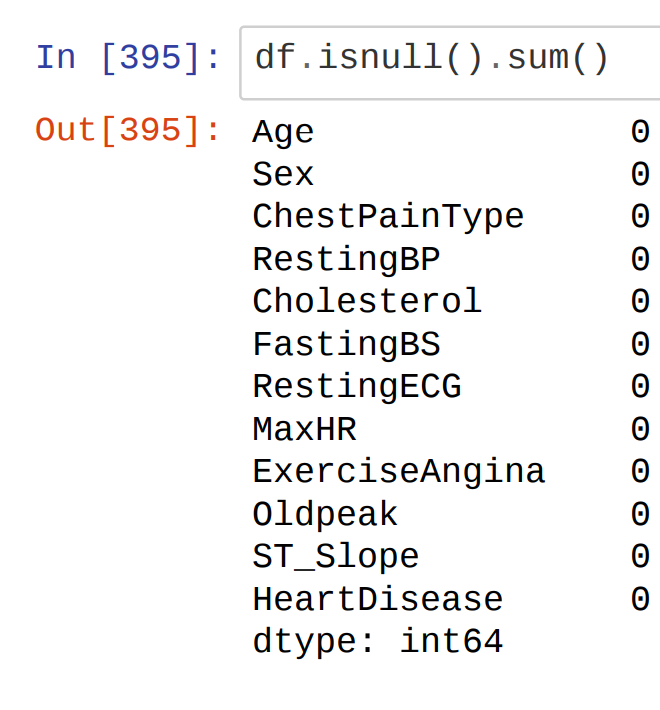 In [395]: df.isnull().sum()
Out[395]: Age 0
Sex 0
ChestPainType 0
RestingBP 0
Cholesterol 0
FastingBS 0
RestingECG 0
MaxHR 0
ExerciseAngina 0
Oldpeak 0
ST_Slope 0
HeartDisease 0
dtype: int64